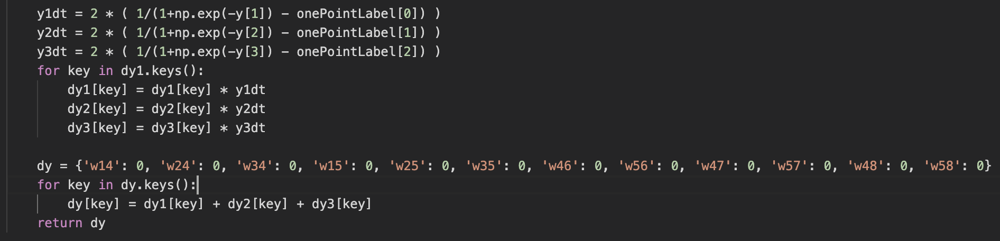 y1dt = 2 * ( 1/(1+np.exp(-y[1]) - onePointLabel[0]) )
y2dt = 2 * ( 1/(1+np.exp(-y[2]) - onePointLabel[1]) )
y3dt = 2 * ( 1/(1+np.exp(-y[3]) - onePointLabel[2]) )
for key in dy1.keys():
    dy1[key] = dy1[key] * y1dt
    dy2[key] = dy2[key] * y2dt
    dy3[key] = dy3[key] * y3dt
dy = {'w14': 0, 'w24': 0, 'w34': 0, 'w15': 0, 'w25': 0, 'w35': 0, 'w46': 0, 'w56': 0, 'w47': 0, 'w57': 0, 'w48': 0, 'w58': 0}
for key in dy.keys():
    dy[key] = dy1[key] + dy2[key] + dy3[key]
return dy